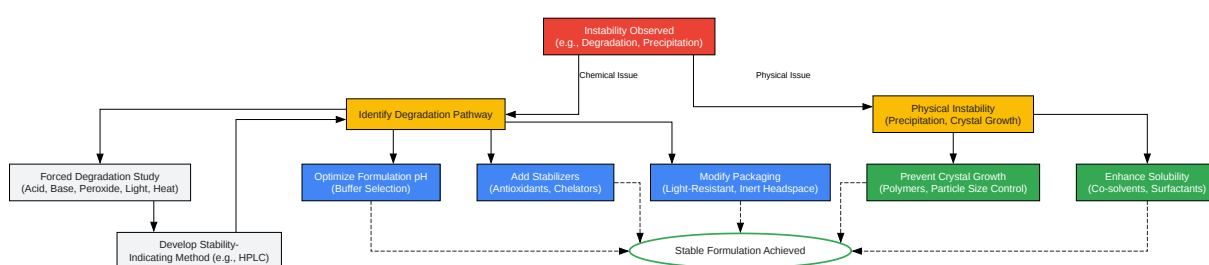 Instability Observed
(e.g., Degradation, Precipitation)
Chemical Issue
Physical Issue
Identify Degradation Pathway
Physical Instability
(Precipitation, Crystal Growth)
Forced Degradation Study
(Acid, Base, Peroxide, Light, Heat)
Optimize Formulation pH
(Buffer Selection)
Add Stabilizers
(Antioxidants, Chelators)
Modify Packaging
(Light-Resistant, Inert Headspace)
Prevent Crystal Growth
(Polymers, Particle Size Control)
Enhance Solubility
(Co-solvents, Surfactants)
Develop Stability-
Indicating Method (e.g., HPLC)
Stable Formulation Achieved